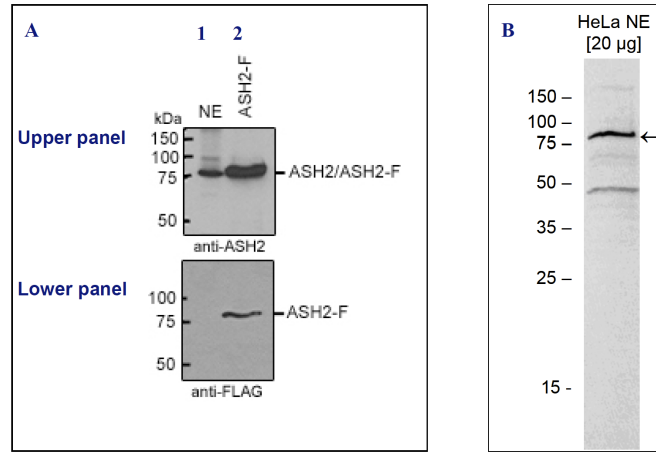 A
1 2
NE ASH2-F
kDa
Upper panel
150
100
75
50
ASH2/ASH2-F
anti-ASH2
Lower panel
100
75
50
ASH2-F
anti-FLAG
B
HeLa NE
[20 µg]
150 –
100 –
75 –
50 –
35 –
25 –
15 -
←